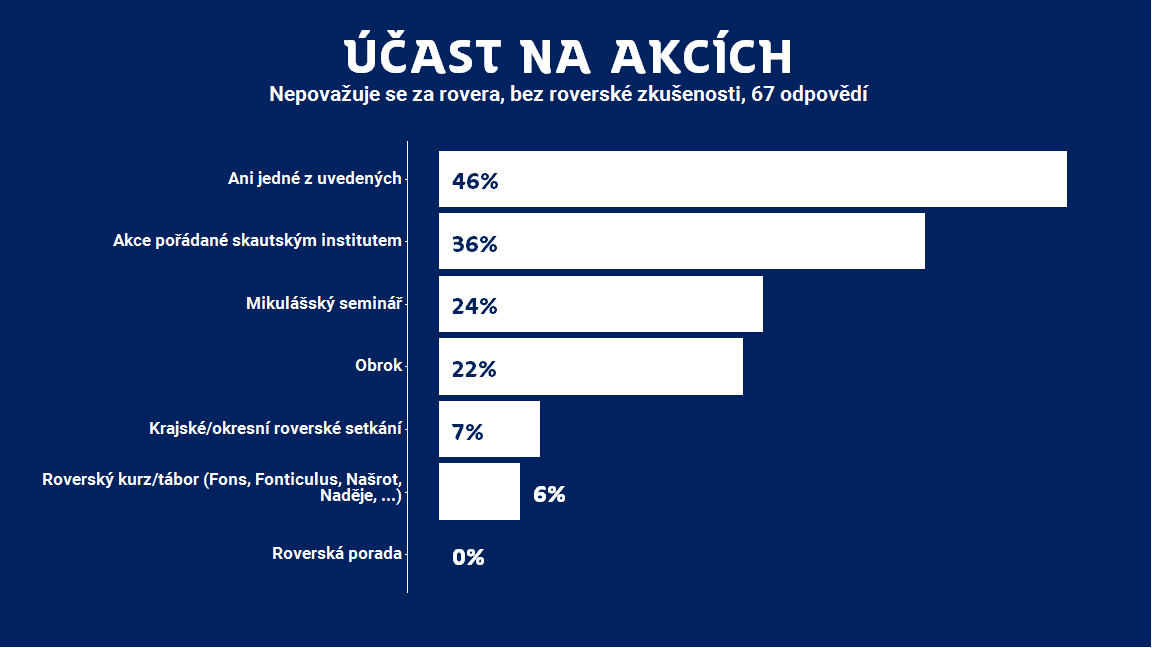 ÚČAST NA AKCÍCH
Nepovažuje se za rovera, bez roverské zkušenosti, 67 odpovědí
Ani jedné z uvedených
46%
Akce pořádané skautským institutem
36%
Mikulášský seminář
24%
Obrok
22%
Krajské/okresní roverské setkání
7%
Roverský kurz/tábor (Fons, Fonticulus, Našrot,
Naděje, ...)
6%
Roverská porada
0%